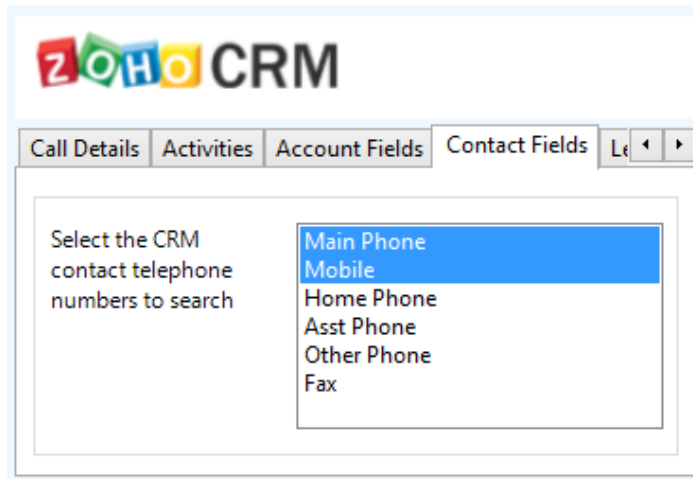 ZOHO CRM
Call Details Activities Account Fields Contact Fields
Select the CRM
contact telephone
numbers to search
Main Phone
Mobile
Home Phone
Asst Phone
Other Phone
Fax